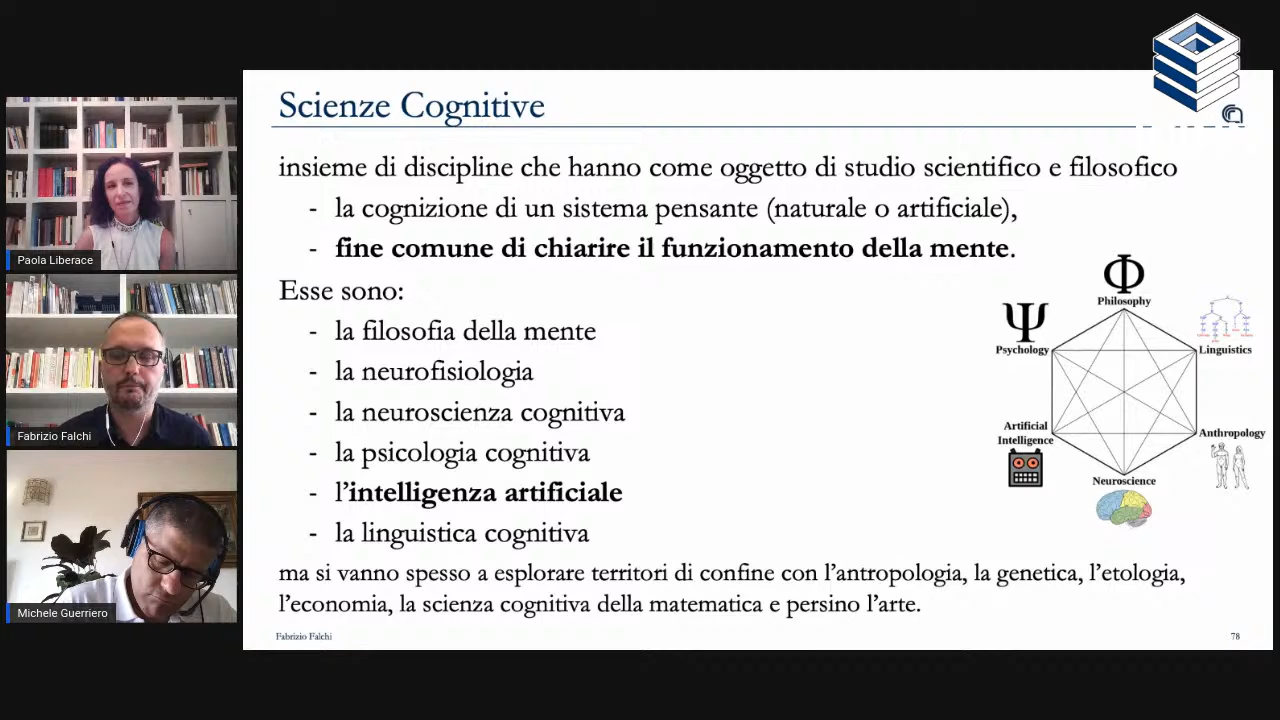 Scienze Cognitive
insieme di discipline che hanno come oggetto di studio scientifico e filosofico
- la cognizione di un sistema pensante (naturale o artificiale),
- fine comune di chiarire il funzionamento della mente.
Esse sono:
- la filosofia della mente
- la neurofisiologia
- la neuroscienza cognitiva
- la psicologia cognitiva
- l’intelligenza artificiale
- la linguistica cognitiva
ma si vanno spesso a esplorare territori di confine con l’antropologia, la genetica, l’etologia,
l’economia, la scienza cognitiva della matematica e persino l’arte.
Φ
Philosophy
Ψ
Psychology
Linguistics
Artificial
Intelligence
Anthropology
Neuroscience
Fabrizio Falchi
78
Paola Liberace
Fabrizio Falchi
Michele Guerriero